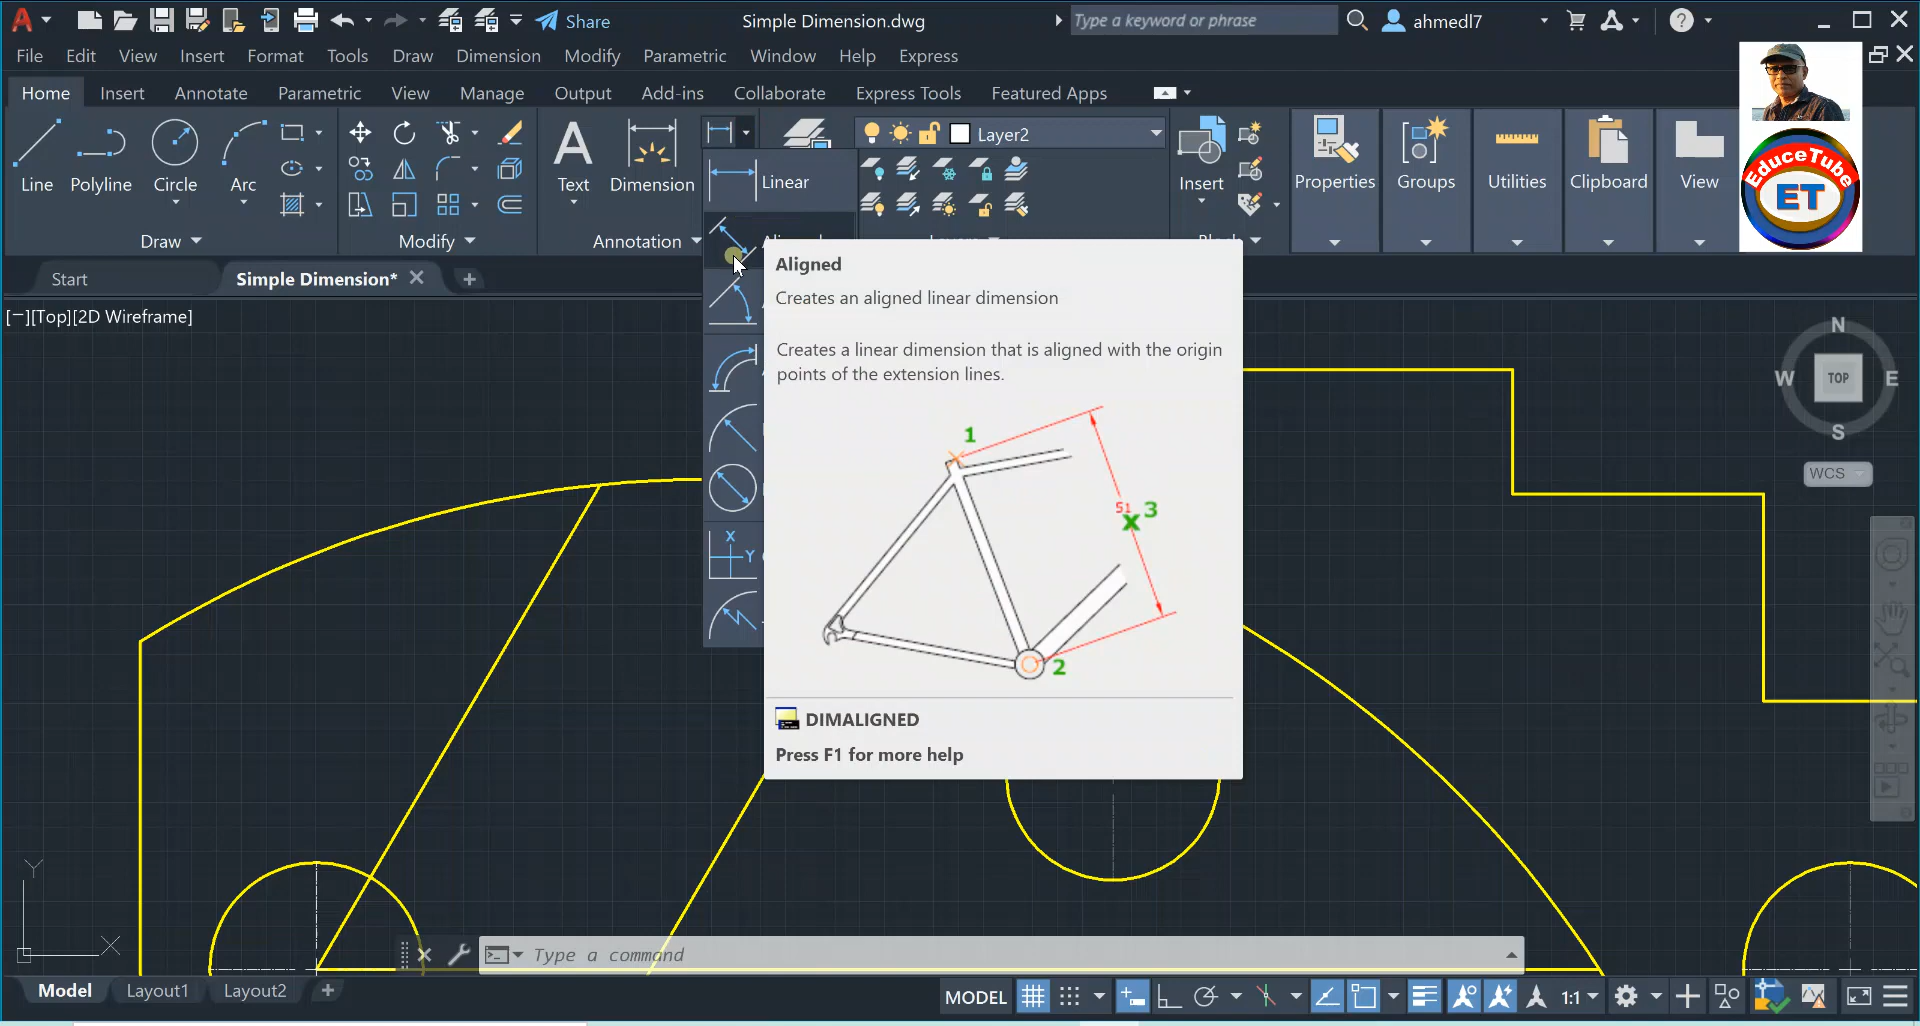 A
Share
Simple Dimension.dwg
Type a keyword or phrase
ahmedl7
?
File Edit View Insert Format Tools Draw Dimension Modify Parametric Window Help Express
Home Insert Annotate Parametric View Manage Output Add-ins Collaborate Express Tools Featured Apps
Layer2
Line Polyline Circle Arc
A
Text Dimension
Linear
Insert
Properties Groups Utilities Clipboard View
EduceTube
ET
Draw Modify Annotation
Start Simple Dimension*
[−][Top][2D Wireframe]
Aligned
Creates an aligned linear dimension
Creates a linear dimension that is aligned with the origin
points of the extension lines.
1
51
3
2
DIMALIGNED
Press F1 for more help
X
Y
N
W TOP E
S
WCS
Y
X
Type a command
Model Layout1 Layout2
MODEL
1:1